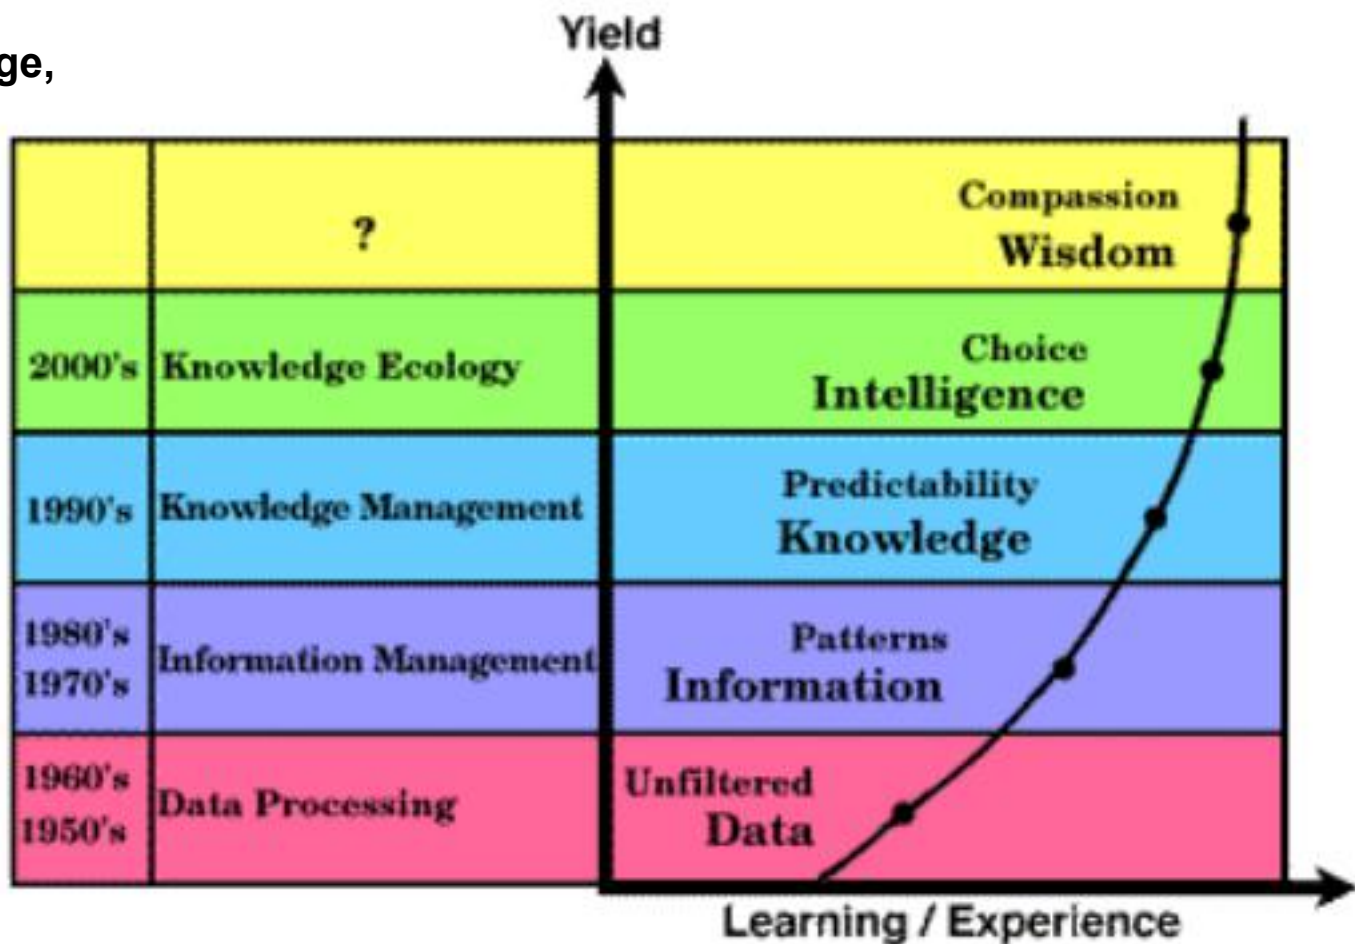 ge,
Yield
?
Compassion
Wisdom
2000's Knowledge Ecology
Choice
Intelligence
1990's Knowledge Management
Predictability
Knowledge
1980's
1970's
Information Management
Patterns
Information
1960's
1950's
Data Processing
Unfiltered
Data
Learning / Experience